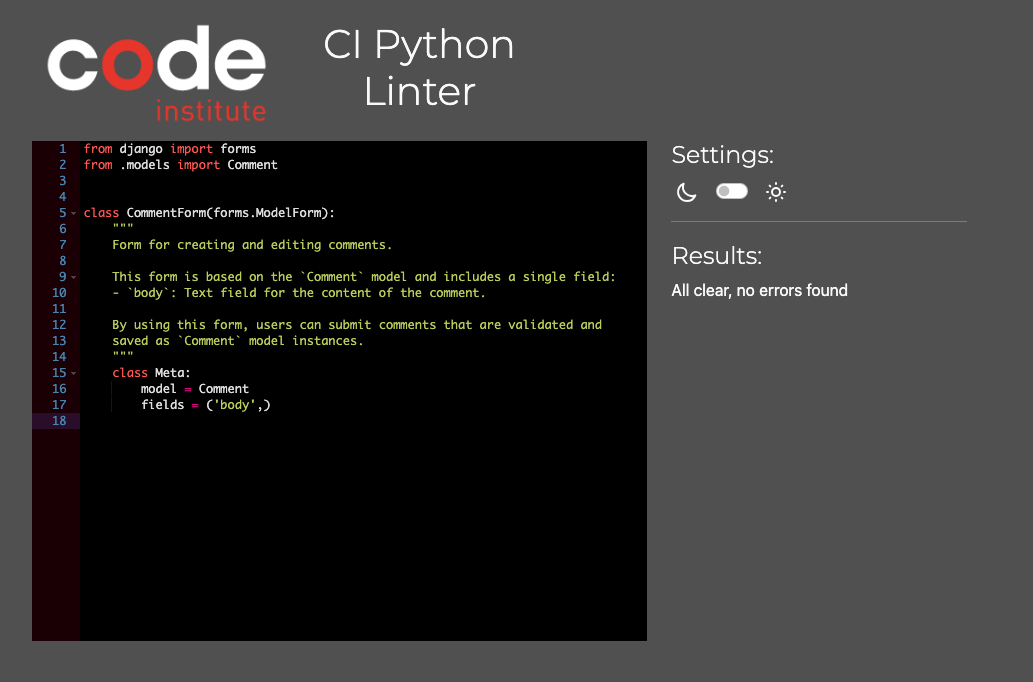 code
institute
CI Python
Linter
1 from django import forms
2 from .models import Comment
3
4
5 class CommentForm(forms.ModelForm):
6     """
7     Form for creating and editing comments.
8
9     This form is based on the `Comment` model and includes a single field:
10     - `body`: Text field for the content of the comment.
11
12     By using this form, users can submit comments that are validated and
13     saved as `Comment` model instances.
14     """
15     class Meta:
16         model = Comment
17         fields = ('body',)
18
Settings:
Results:
All clear, no errors found